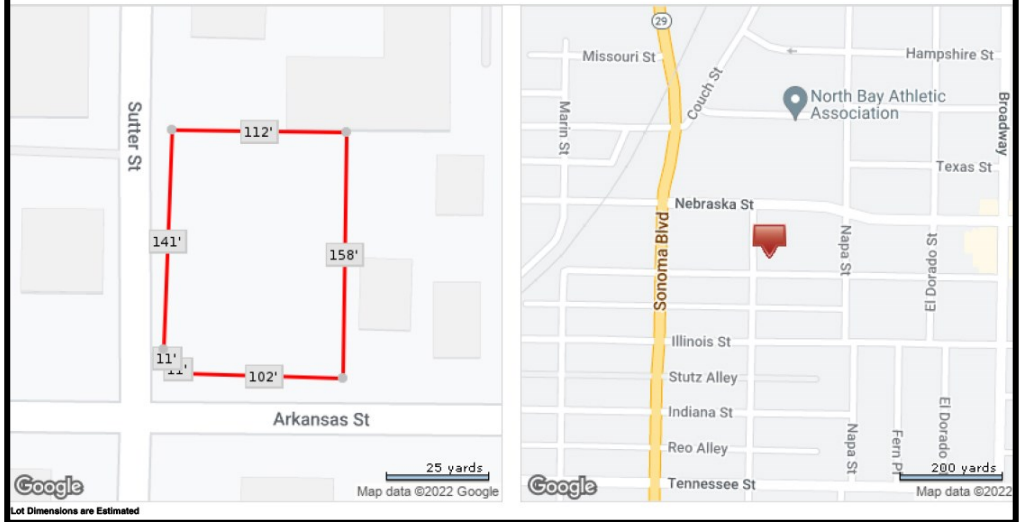 Sutter St
112'
141'
158'
11'
11'
102'
Arkansas St
25 yards
Google
Map data ©2022 Google
29
Missouri St
Hampshire St
Couch St
North Bay Athletic
Association
Marin St
Broadway
Texas St
Nebraska St
Sonoma Blvd
Napa St
El Dorado St
Illinois St
Stutz Alley
Indiana St
El Dorado
Napa St
Fern Pl
Reo Alley
Tennessee St
200 yards
Google
Map data ©2022
Lot Dimensions are Estimated